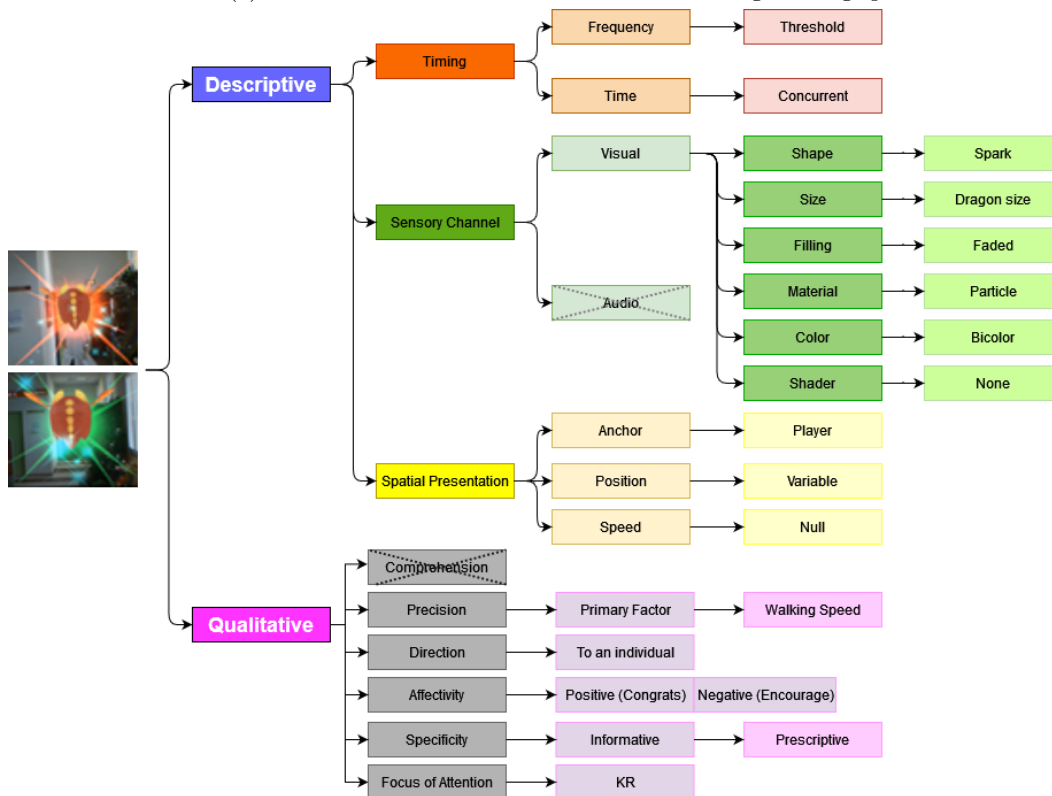 Descriptive
Timing
Frequency
Threshold
Time
Concurrent
Sensory Channel
Visual
Shape
Spark
Size
Dragon size
Filling
Faded
Material
Particle
Color
Bicolor
Shader
None
Audio
Spatial Presentation
Anchor
Player
Position
Variable
Speed
Null
Qualitative
Comprehension
Precision
Primary Factor
Walking Speed
Direction
To an individual
Affectivity
Positive (Congrats)
Negative (Encourage)
Specificity
Informative
Prescriptive
Focus of Attention
KR